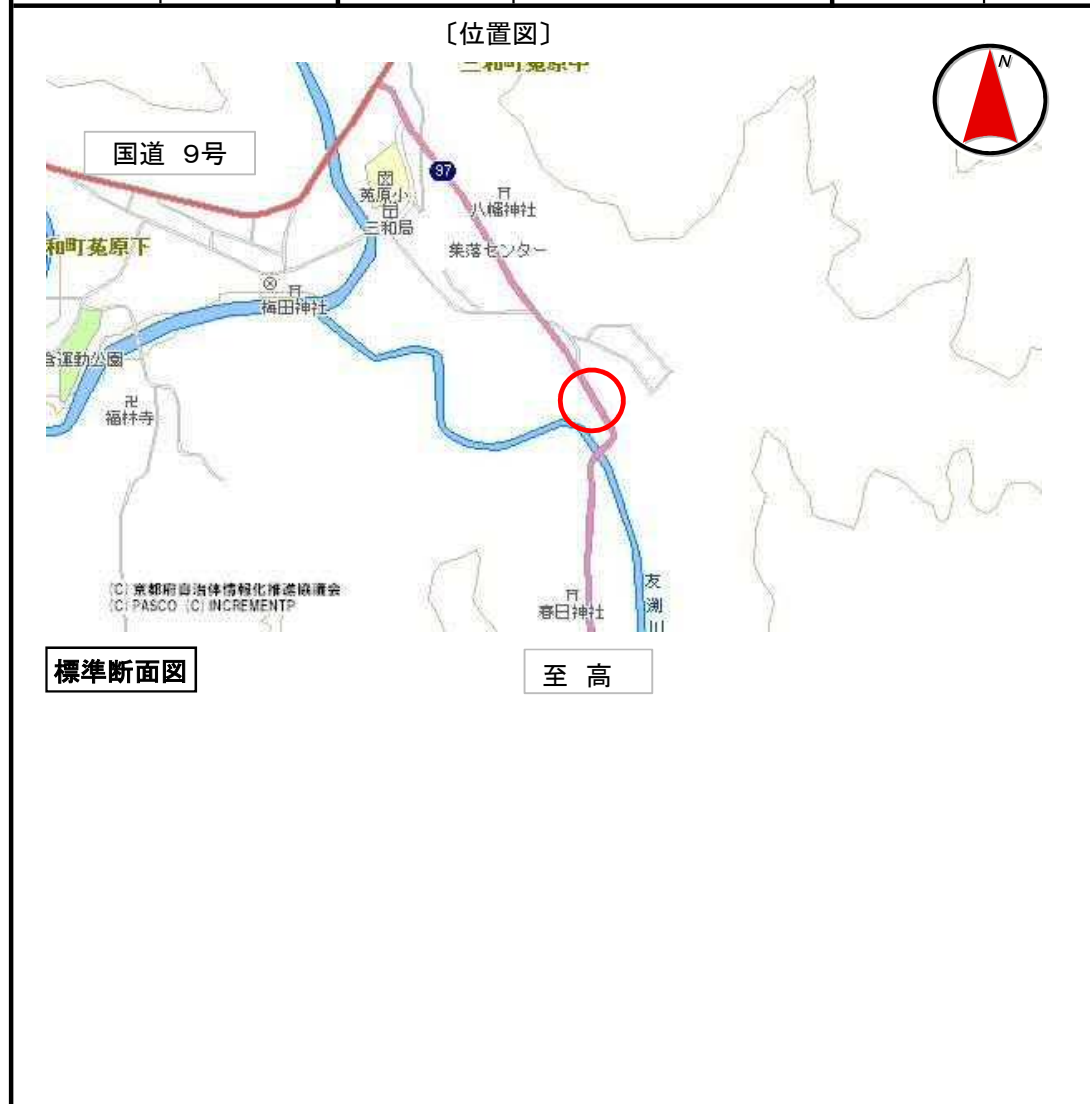 〔位置図〕
三和町菟原中
N
国道 9号
97
菟原小
八幡神社
三和局
集落センター
和町菟原下
梅田神社
含運動公園
福林寺
(C) 京都府自治体情報化推進協議会
(C) PASCO (C) INCREMENTP
春日神社
友渕川
標準断面図
至 高